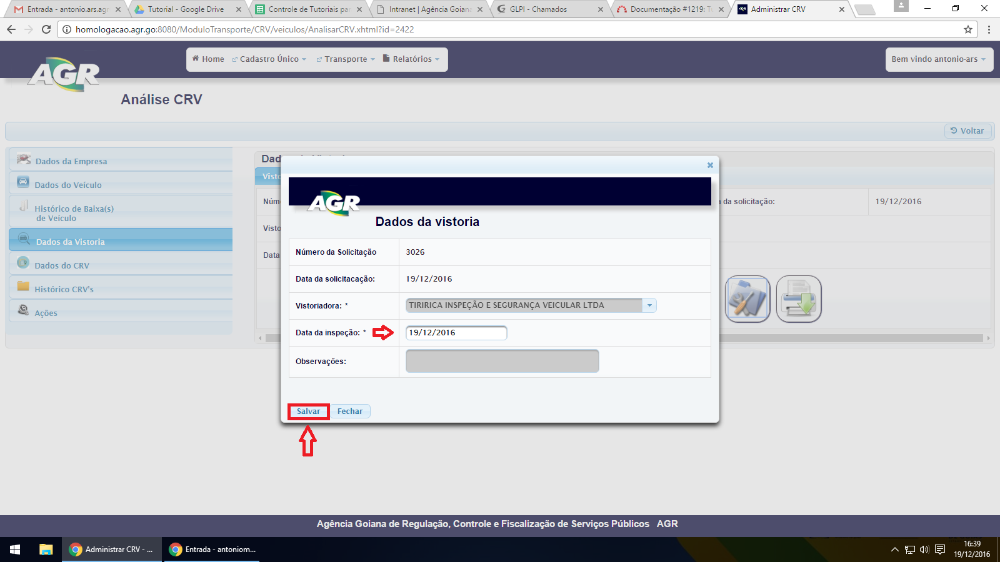 Entrada - antonio.ars.agr
Tutorial - Google Drive
Controle de Tutoriais pa
Intranet | Agência Goian
GLPI - Chamados
Documentação #1219: T
Administrar CRV
homologacao.agr.go:8080/ModuloTransporte/CRV/veiculos/AnalisarCRV.xhtml?id=2422
AGR
Home
Cadastro Único
Transporte
Relatórios
Bem vindo antonio-ars
Análise CRV
Voltar
Dados da Empresa
Dados do Veículo
Histórico de Baixa(s)
de Veículo
Dados da Vistoria
Dados do CRV
Histórico CRV's
Ações
Dad
Visto
Núm
da solicitação:
19/12/2016
Visto
Data
AGR
Dados da vistoria
Número da Solicitação
3026
Data da solicitacação:
19/12/2016
Vistoriadora: *
TIRIRICA INSPEÇÃO E SEGURANÇA VEICULAR LTDA
Data da inspeção: *
19/12/2016
Observações:
Salvar
Fechar
Agência Goiana de Regulação, Controle e Fiscalização de Serviços Públicos AGR
Administrar CRV - ...
Entrada - antoniom...
16:39
19/12/2016